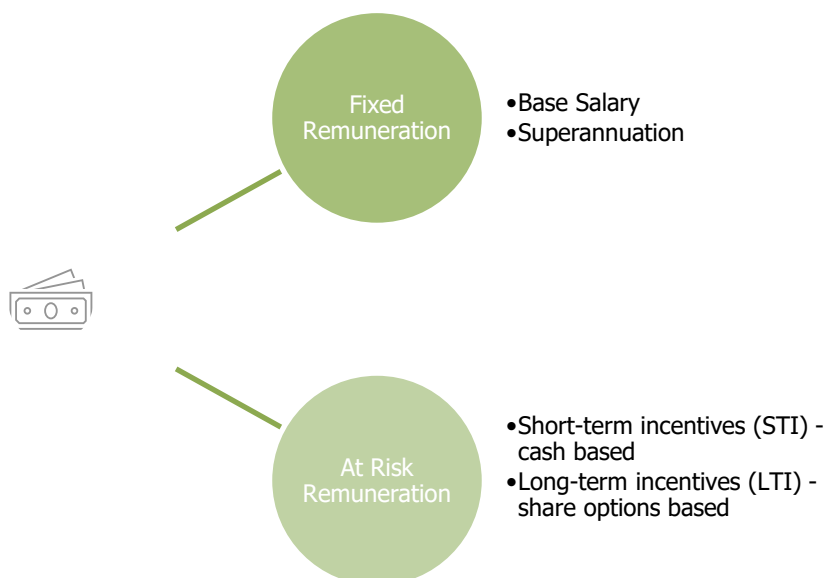 Fixed
Remuneration
•Base Salary
•Superannuation
At Risk
Remuneration
•Short-term incentives (STI) -
cash based
•Long-term incentives (LTI) -
share options based